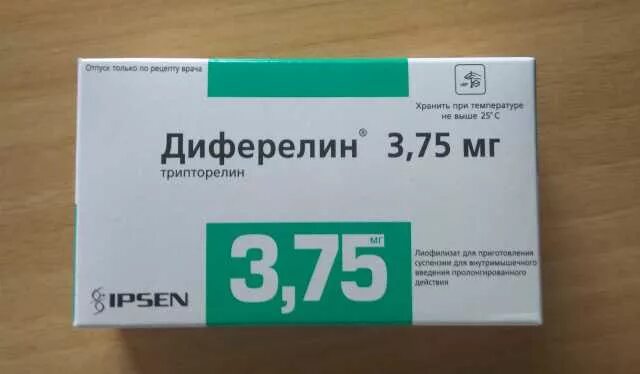 Отпуск только по рецепту врача
Хранить при температуре
не выше 25°C
Диферелин® 3,75 мг
трипторелин
3,75 мг
Лиофилизат для приготовления
суспензии для внутримышечного
введения пролонгированного
действия
IPSEN